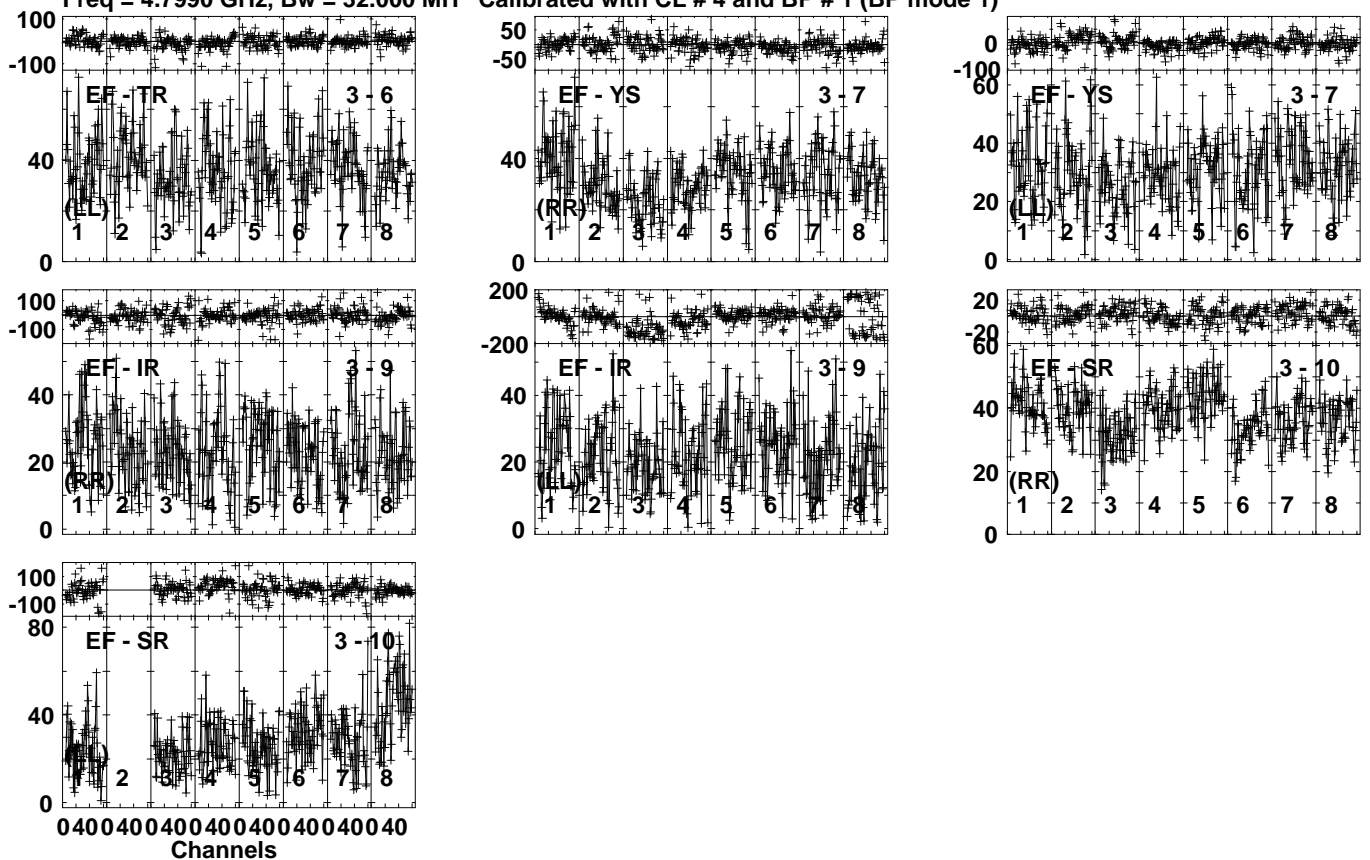 Freq = 4.7990 GHz, Bw = 32.000 MH Calibrated with CL # 4 and BP # 1 (BP mode 1)
100
-100
EF - TR 3 - 6
40
(LL)
1 2 3 4 5 6 7 8
0
50
-50
EF - YS 3 - 7
40
(RR)
1 2 3 4 5 6 7 8
0
0
-100
60
EF - YS 3 - 7
40
20
(LL)
1 2 3 4 5 6 7 8
0
100
-100
EF - IR 3 - 9
40
20
(RR)
1 2 3 4 5 6 7 8
0
200
-200
EF - IR 3 - 9
40
20
(LL)
1 2 3 4 5 6 7 8
0
20
-20
60
EF - SR 3 - 10
40
20
(RR)
1 2 3 4 5 6 7 8
0
100
-100
80
EF - SR 3 - 10
40
(LL)
1 2 3 4 5 6 7 8
0
0 40 0 40 0 40 0 40 0 40 0 40 0 40 0 40
Channels